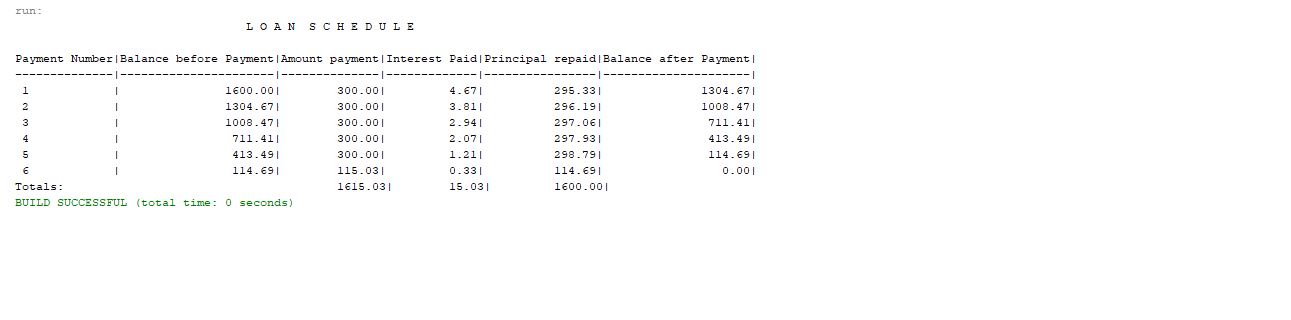 run:
L O A N  S C H E D U L E
Payment Number|Balance before Payment|Amount payment|Interest Paid|Principal repaid|Balance after Payment|
--------------|----------------------|--------------|-------------|----------------|---------------------|
1 | 1600.00| 300.00| 4.67| 295.33| 1304.67|
2 | 1304.67| 300.00| 3.81| 296.19| 1008.47|
3 | 1008.47| 300.00| 2.94| 297.06| 711.41|
4 | 711.41| 300.00| 2.07| 297.93| 413.49|
5 | 413.49| 300.00| 1.21| 298.79| 114.69|
6 | 114.69| 115.03| 0.33| 114.69| 0.00|
Totals: 1615.03| 15.03| 1600.00|
BUILD SUCCESSFUL (total time: 0 seconds)